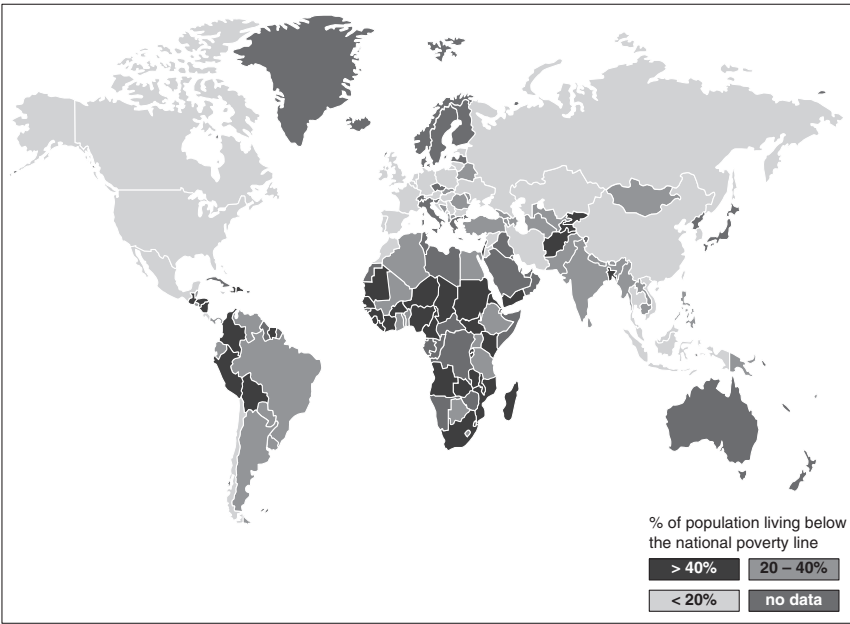 % of population living below
the national poverty line
> 40%
20 – 40%
< 20%
no data